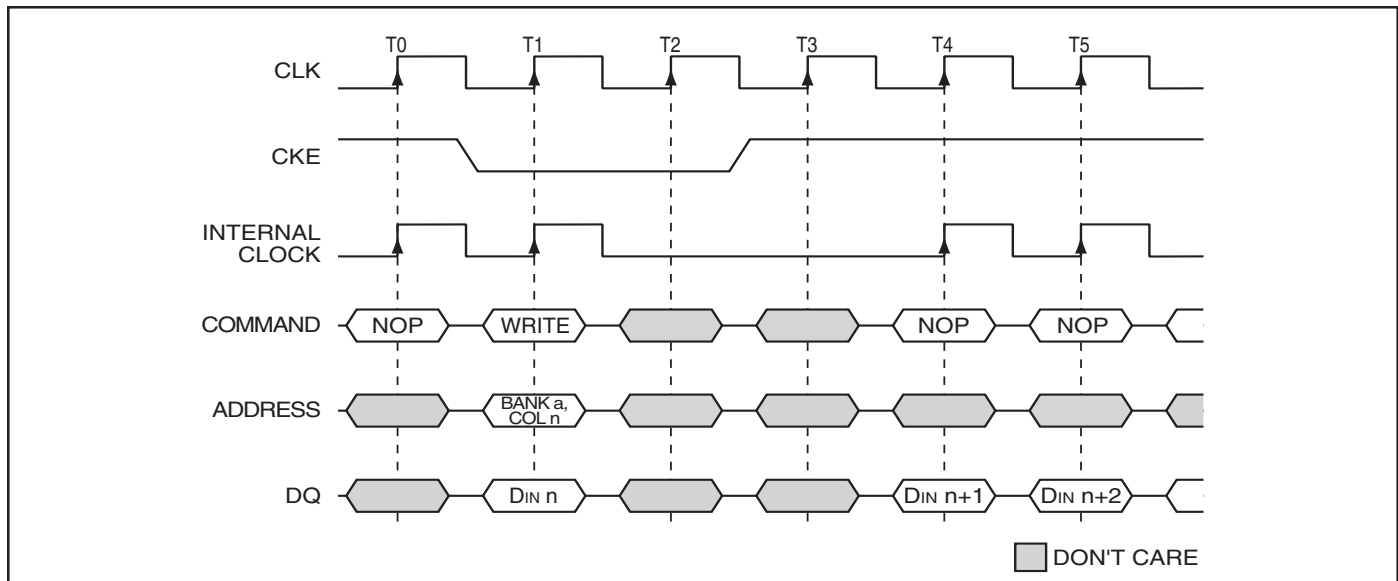 T0 T1 T2 T3 T4 T5
CLK
CKE
INTERNAL
CLOCK
COMMAND NOP WRITE NOP NOP
ADDRESS BANK a,
COL n
DQ DIN n DIN n+1 DIN n+2
DON'T CARE